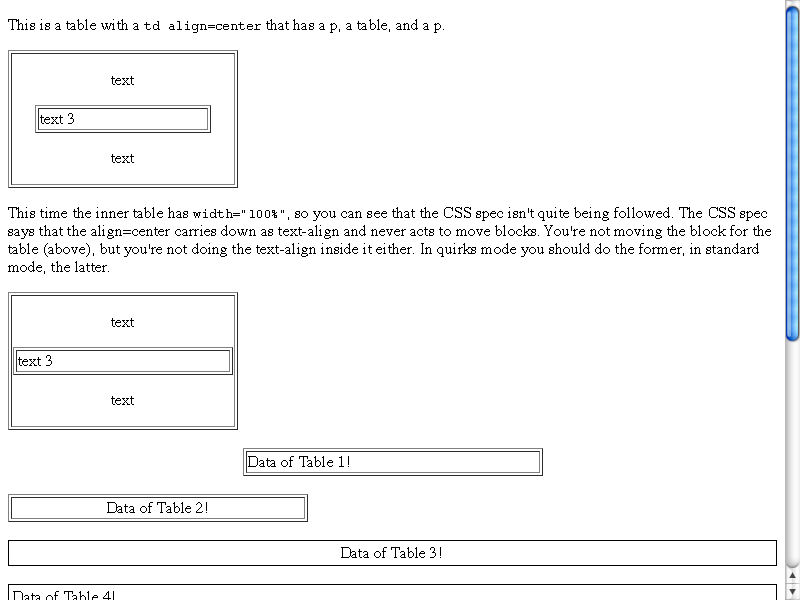 This is a table with a td align=center that has a p, a table, and a p.
text
text 3
text
This time the inner table has width="100%", so you can see that the CSS spec isn't quite being followed. The CSS spec
says that the align=center carries down as text-align and never acts to move blocks. You're not moving the block for the
table (above), but you're not doing the text-align inside it either. In quirks mode you should do the former, in standard
mode, the latter.
text
text 3
text
Data of Table 1!
Data of Table 2!
Data of Table 3!
Data of Table 4!